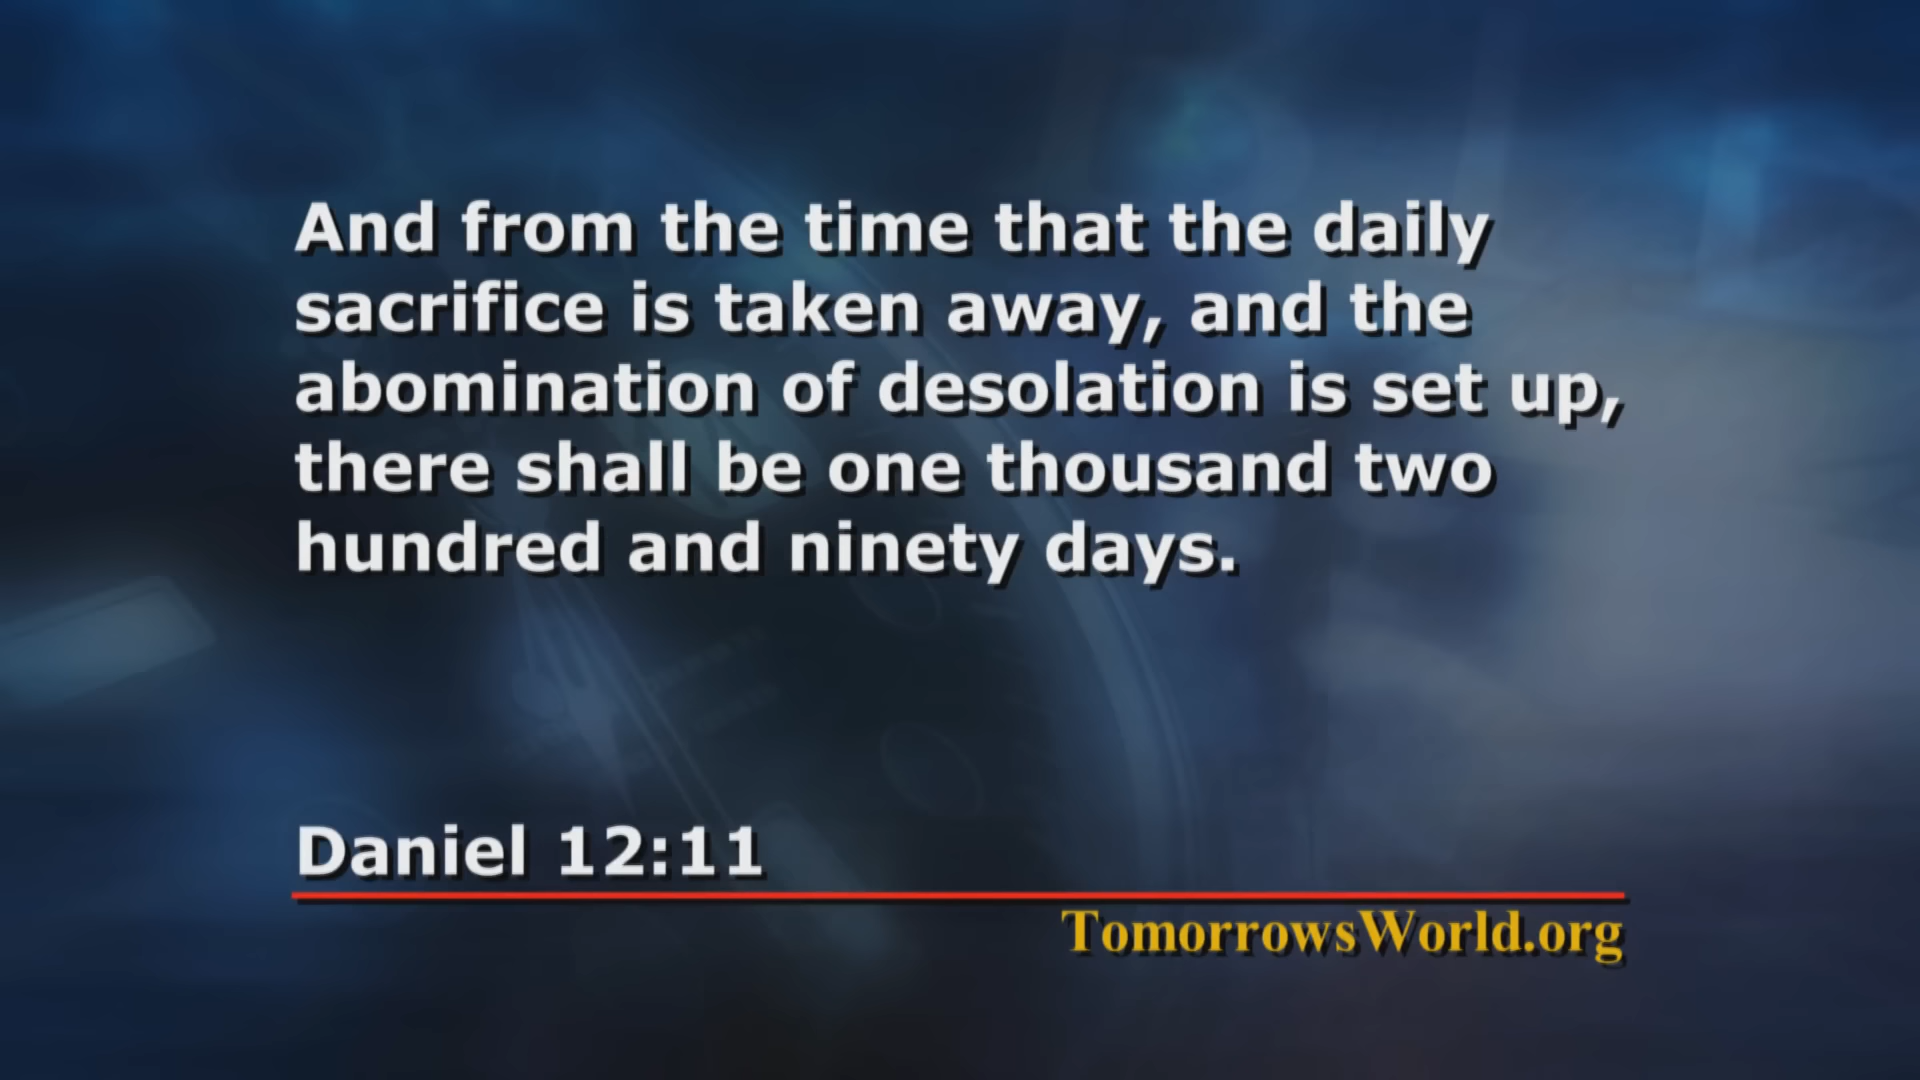 And from the time that the daily
sacrifice is taken away, and the
abomination of desolation is set up,
there shall be one thousand two
hundred and ninety days.
Daniel 12:11
TomorrowsWorld.org